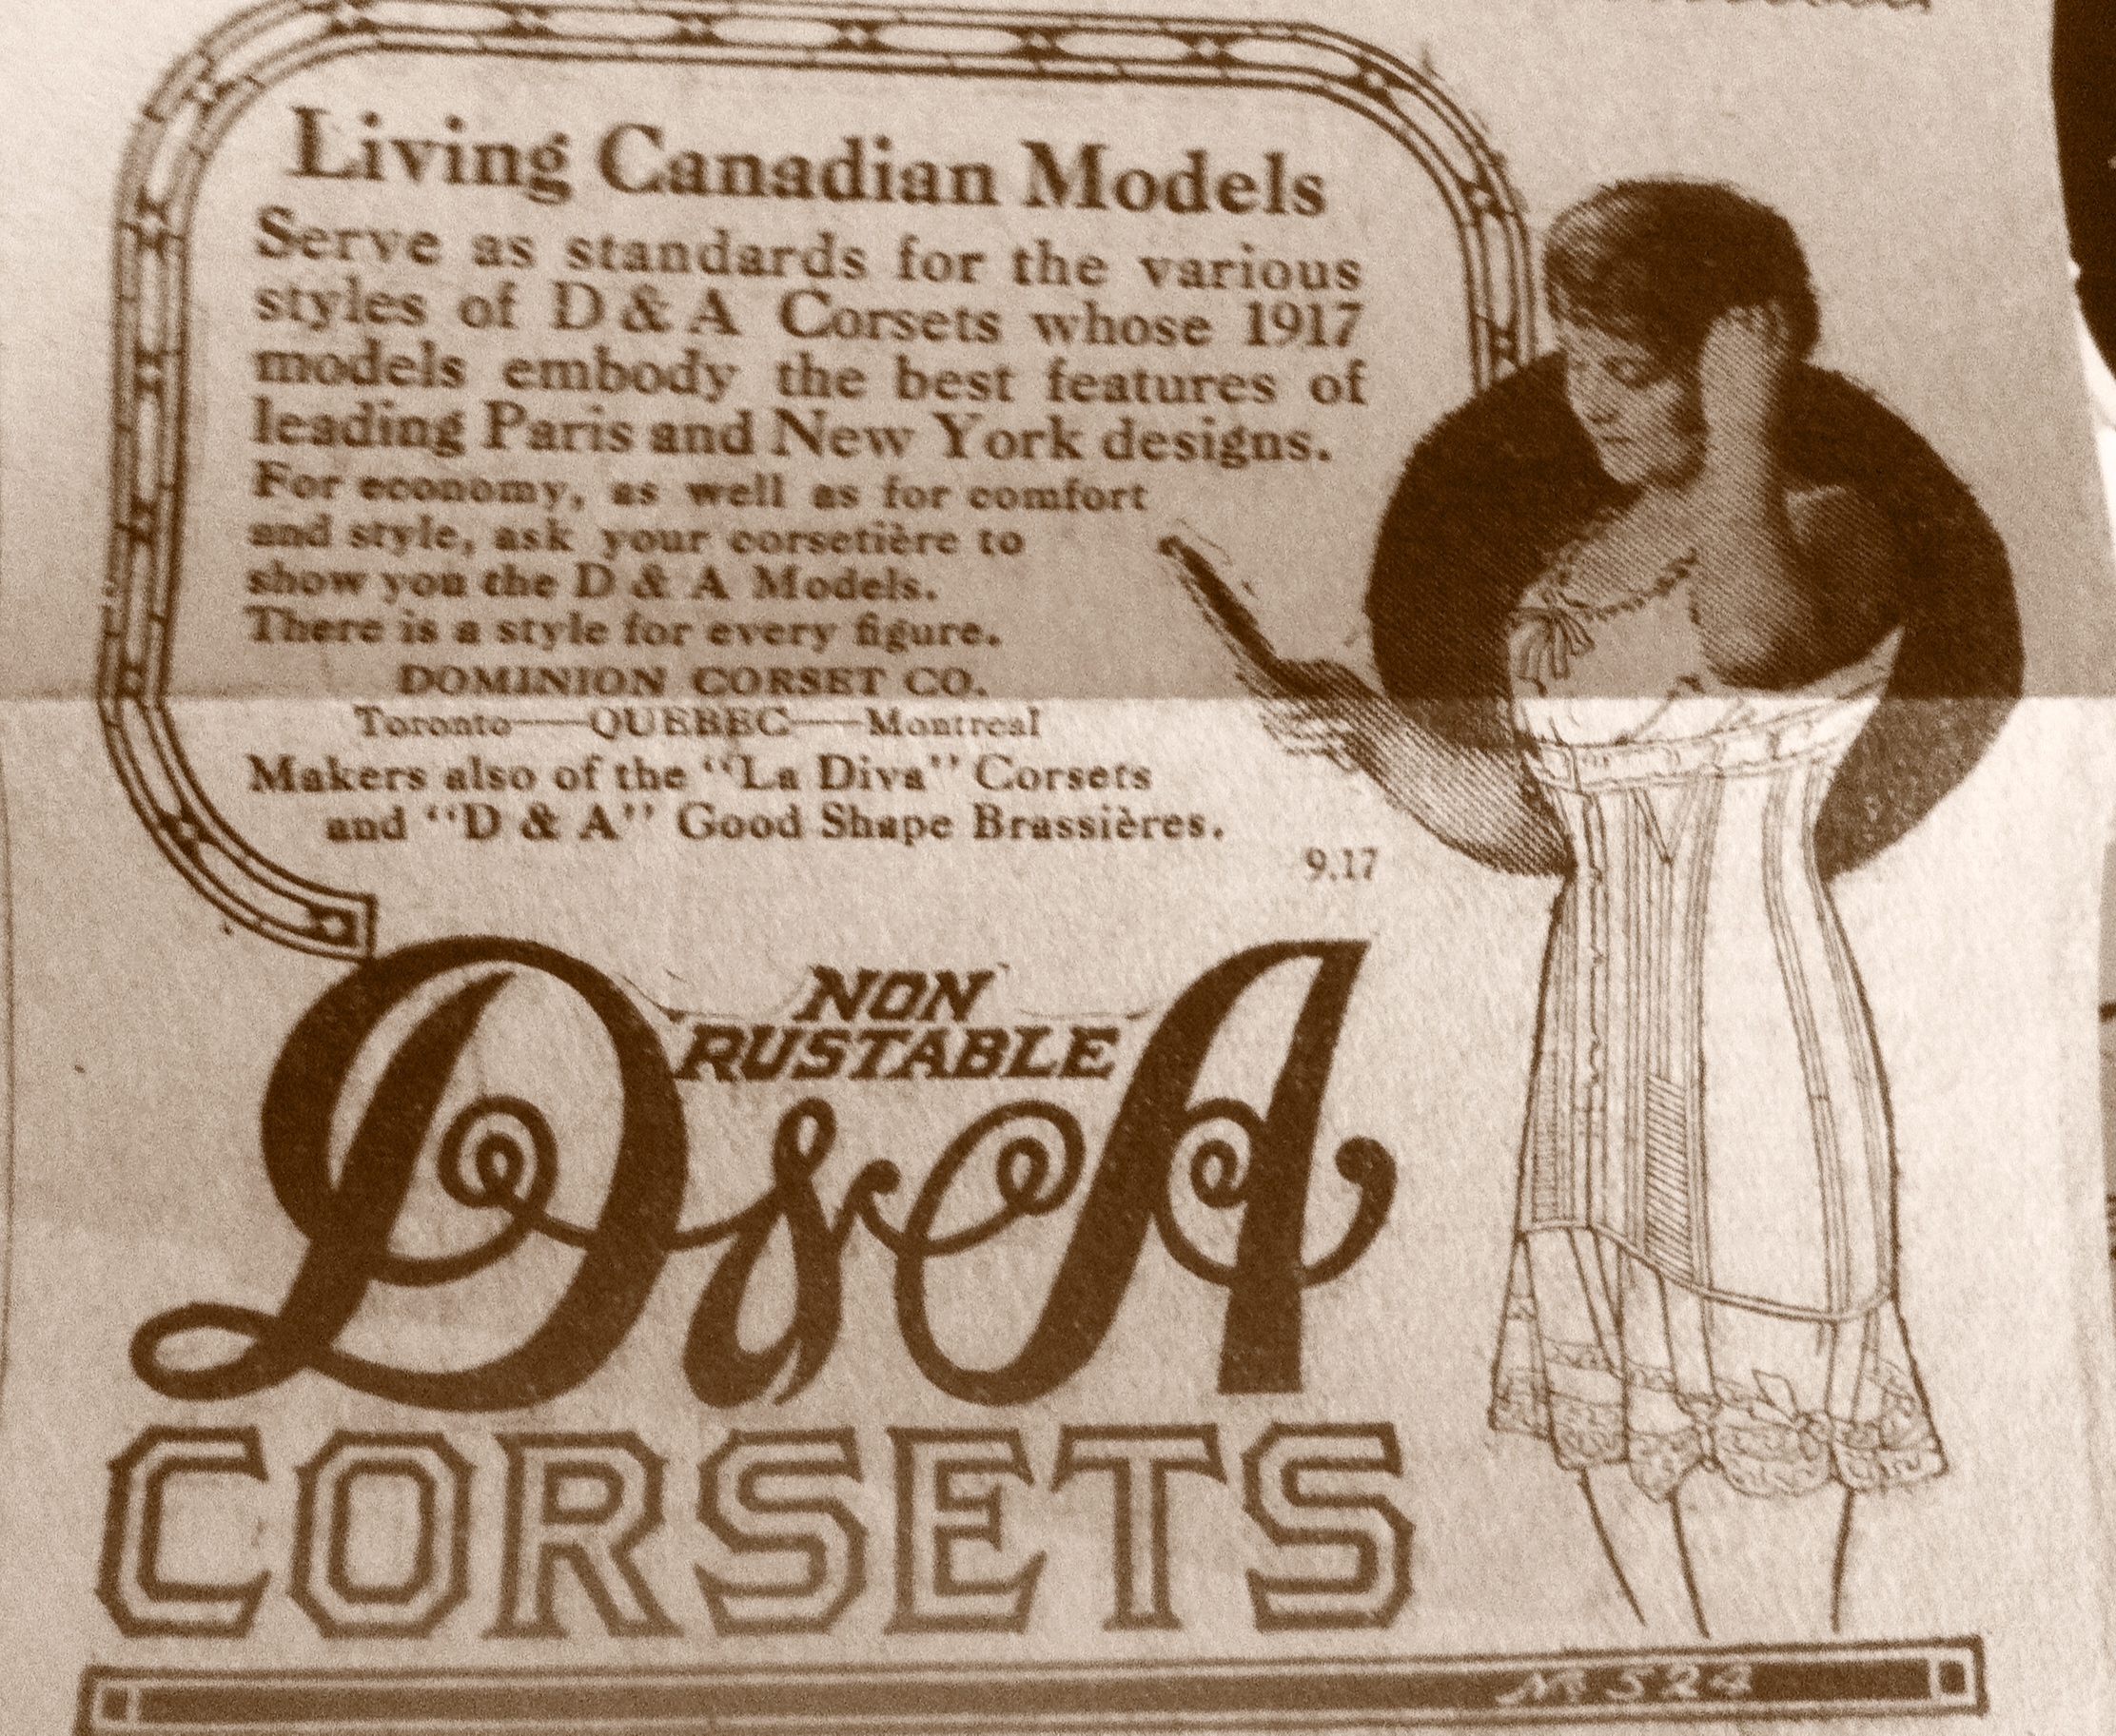 Living Canadian Models
Serve as standards for the various
styles of D & A Corsets whose 1917
models embody the best features of
leading Paris and New York designs.
For economy, as well as for comfort
and style, ask your corsetière to
show you the D & A Models.
There is a style for every figure.
DOMINION CORSET CO.
Toronto—QUEBEC—Montreal
Makers also of the "La Diva" Corsets
and "D & A" Good Shape Brassières.
9.17
NON
RUSTABLE
D & A
CORSETS
No 524